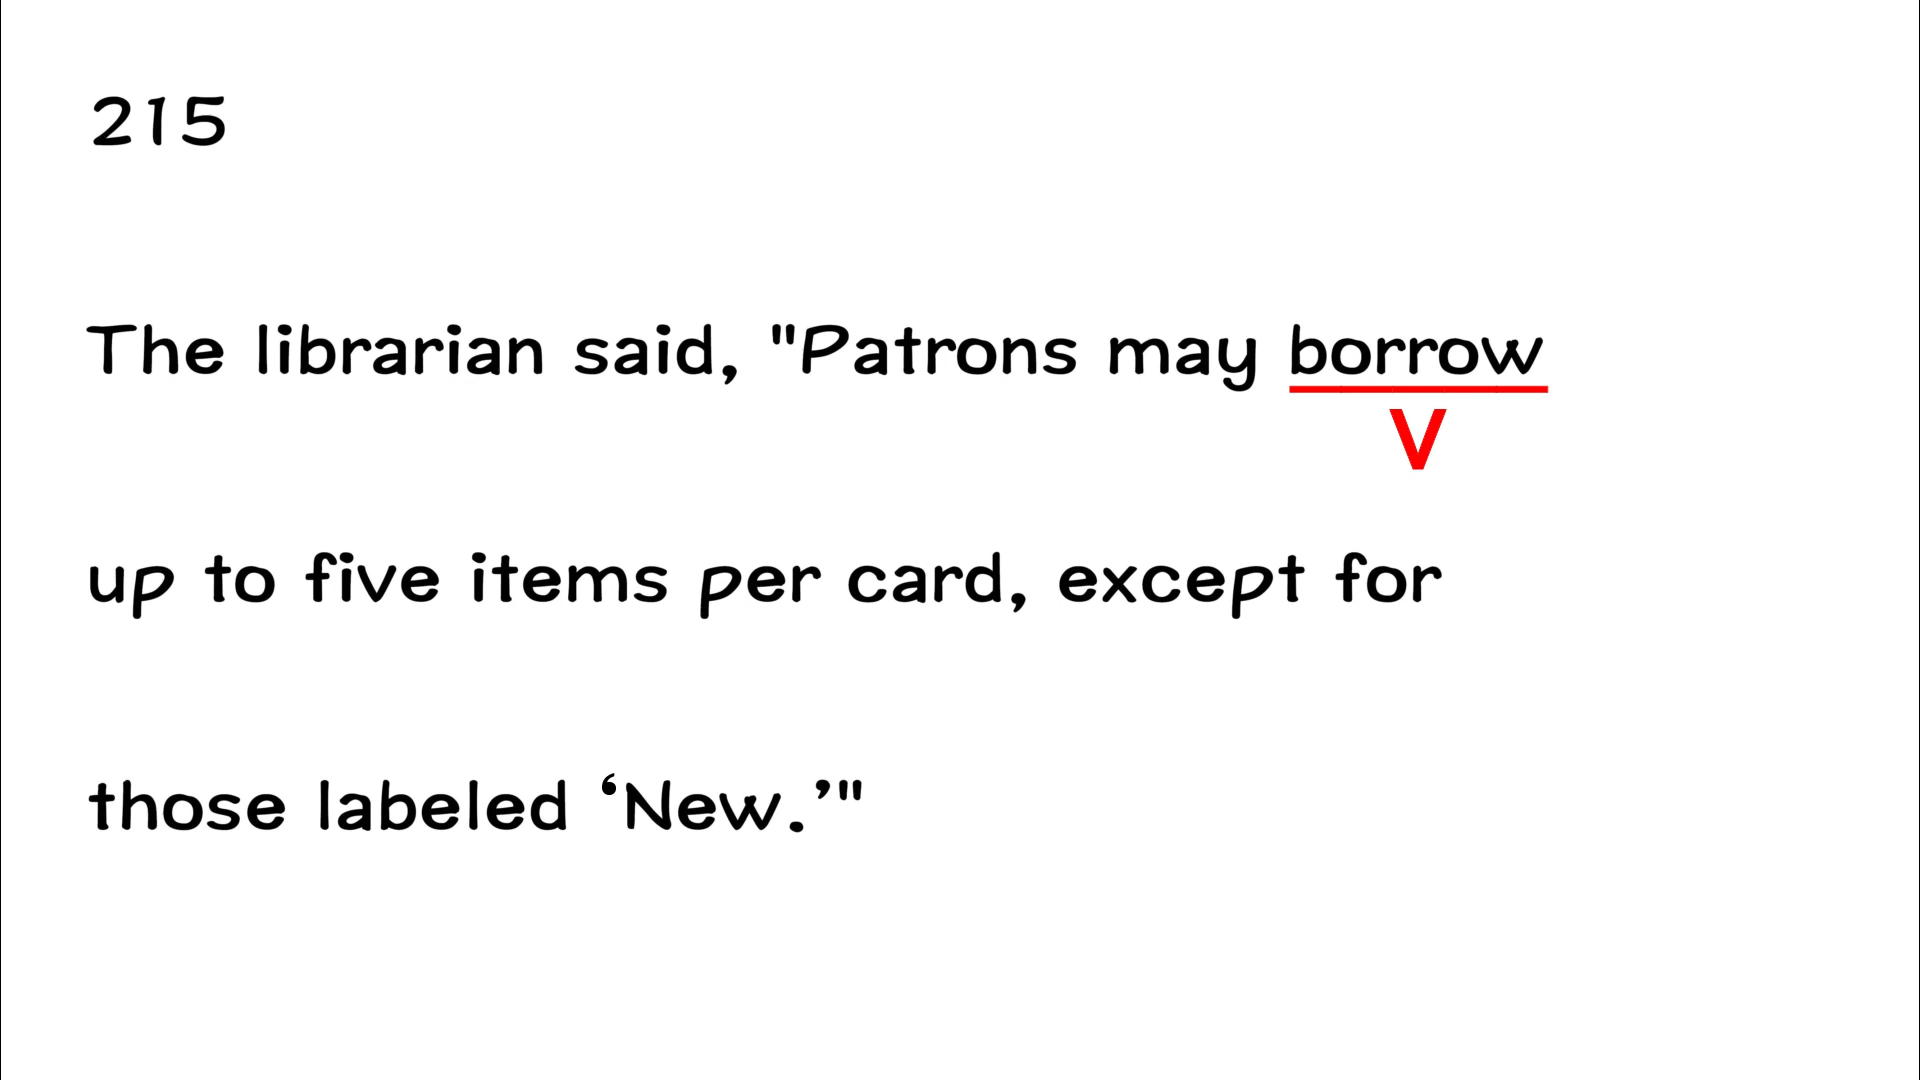 215
The librarian said, "Patrons may borrow
V
up to five items per card, except for
those labeled ‘New.’"